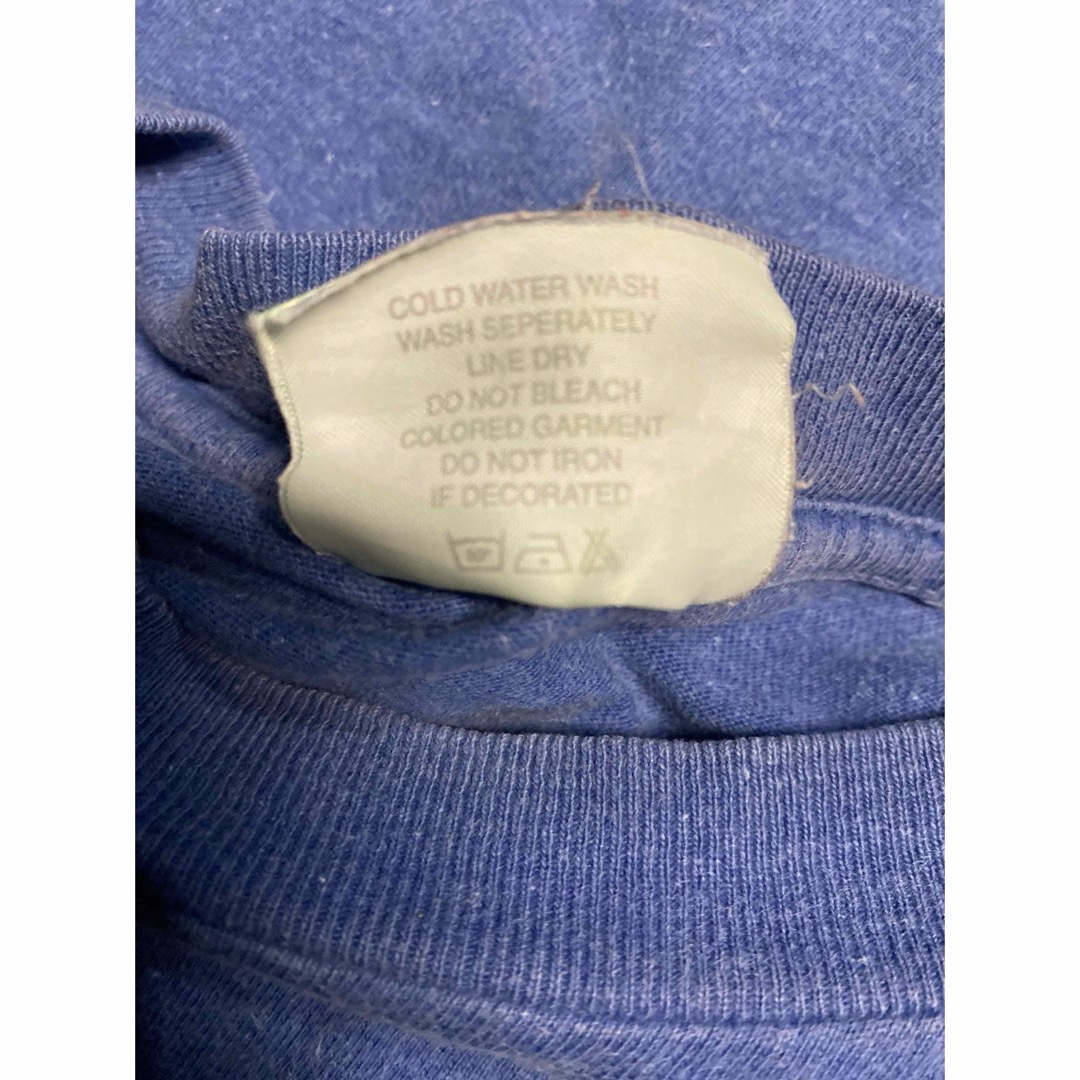 COLD WATER WASH
WASH SEPERATELY
LINE DRY
DO NOT BLEACH
COLORED GARMENT
DO NOT IRON
IF DECORATED